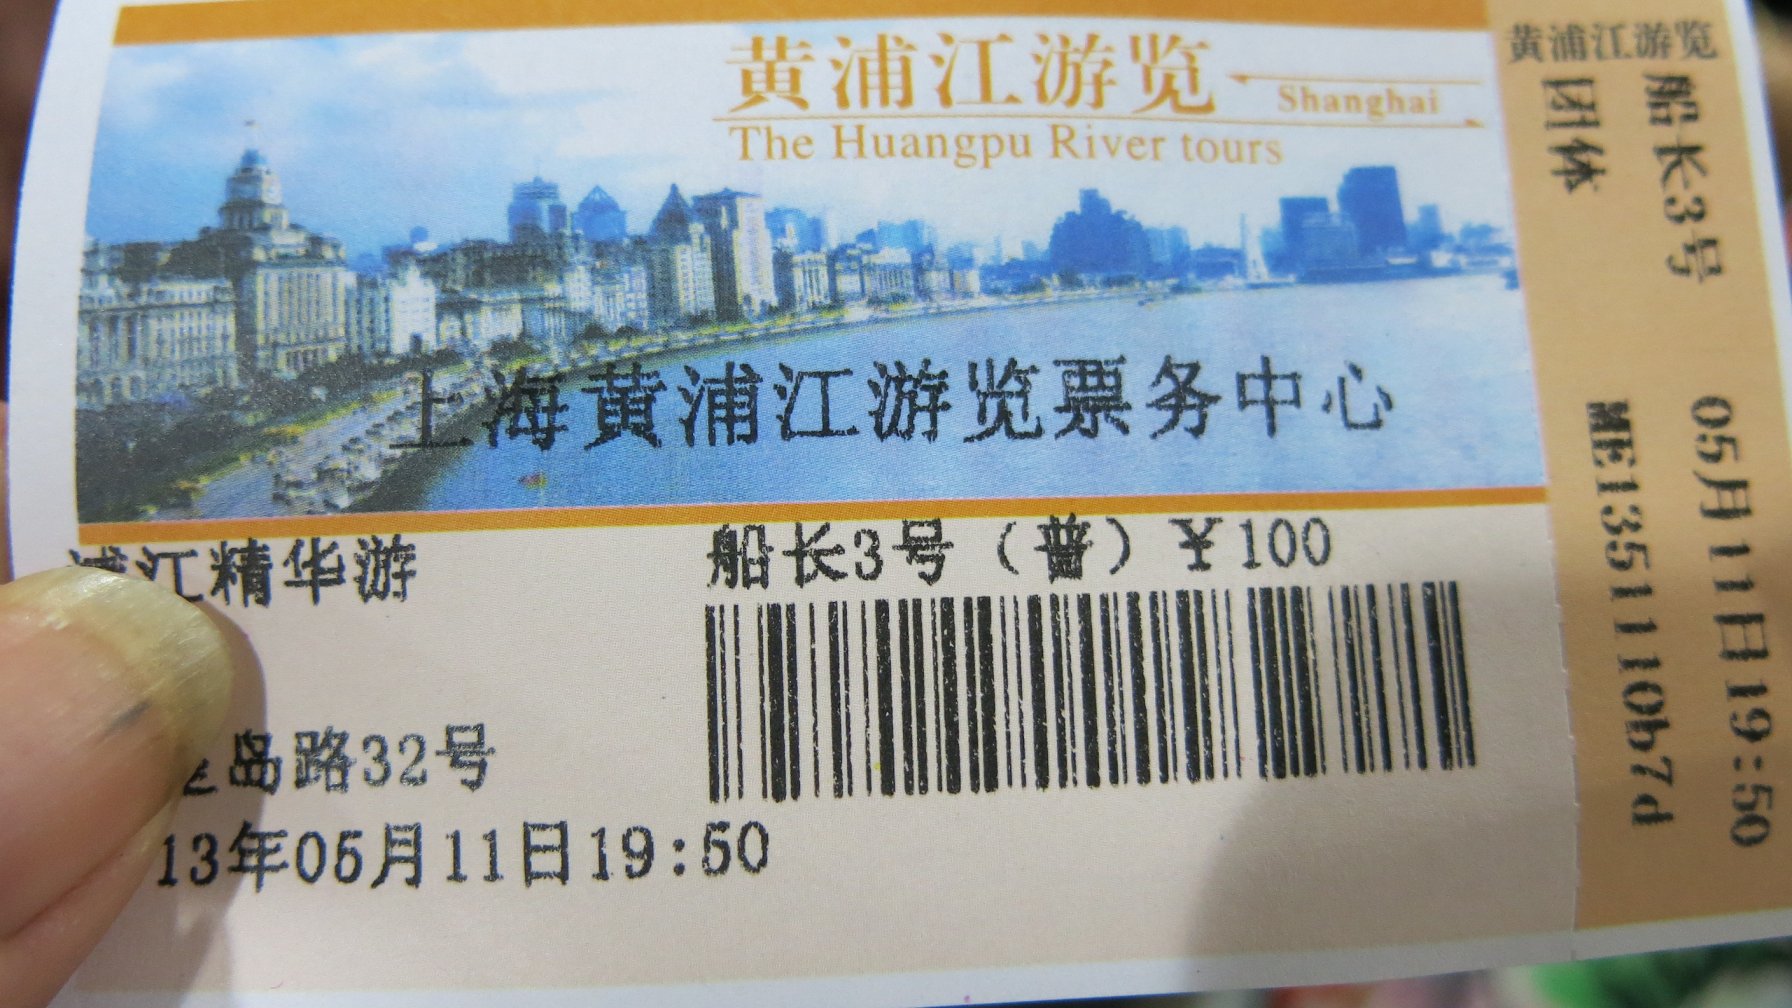 黄浦江游览
Shanghai
The Huangpu River tours
上海黄浦江游览票务中心
浦江精华游
船长3号（普）￥100
岛路32号
13年05月11日19:50
黄浦江游览
船长3号 05月11日19:50
团体 ME1351110b7d